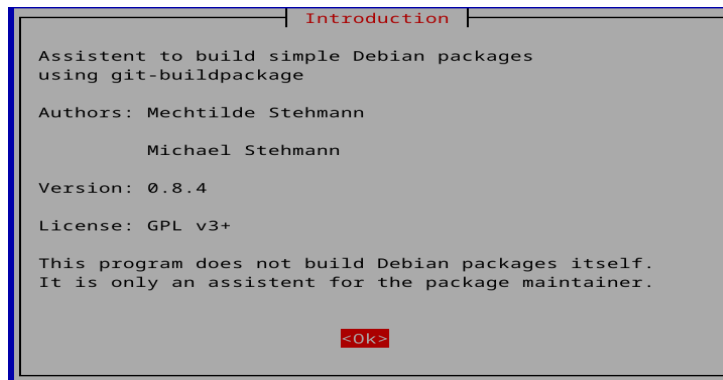 Introduction
Assistent to build simple Debian packages
using git-buildpackage
Authors: Mechtilde Stehmann
Michael Stehmann
Version: 0.8.4
License: GPL v3+
This program does not build Debian packages itself.
It is only an assistent for the package maintainer.
<Ok>